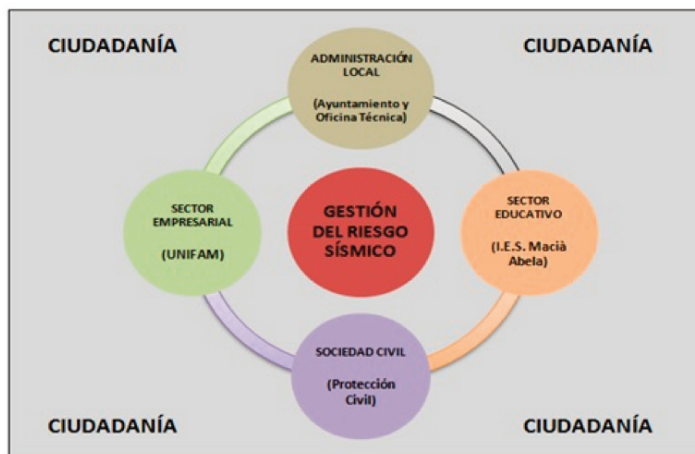 CIUDADANÍA
CIUDADANÍA
ADMINISTRACIÓN
LOCAL
(Ayuntamiento y
Oficina Técnica)
SECTOR
EMPRESARIAL
(UNIFAM)
GESTIÓN
DEL RIESGO
SÍSMICO
SECTOR
EDUCATIVO
(I.E.S. Macià
Abela)
SOCIEDAD CIVIL
(Protección
Civil)
CIUDADANÍA
CIUDADANÍA